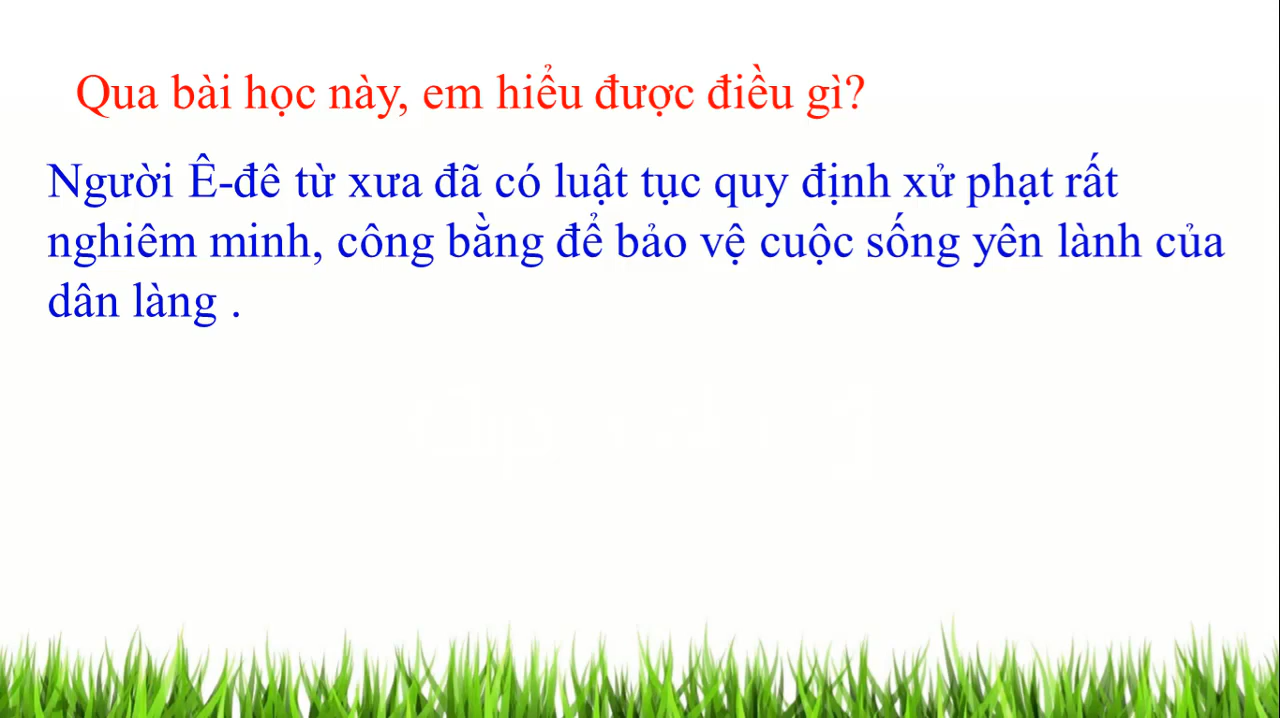 Qua bài học này, em hiểu được điều gì?
Người Ê-đê từ xưa đã có luật tục quy định xử phạt rất
nghiêm minh, công bằng để bảo vệ cuộc sống yên lành của
dân làng .